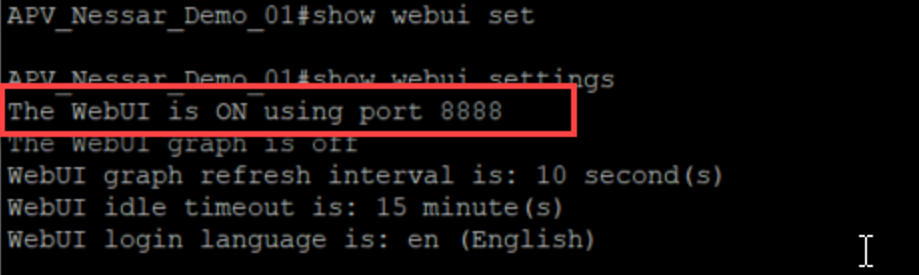 APV_Nessar_Demo_01#show webui set
APV_Nessar_Demo_01#show webui settings
The WebUI is ON using port 8888
The WebUI graph is off
WebUI graph refresh interval is: 10 second(s)
WebUI idle timeout is: 15 minute(s)
WebUI login language is: en (English)